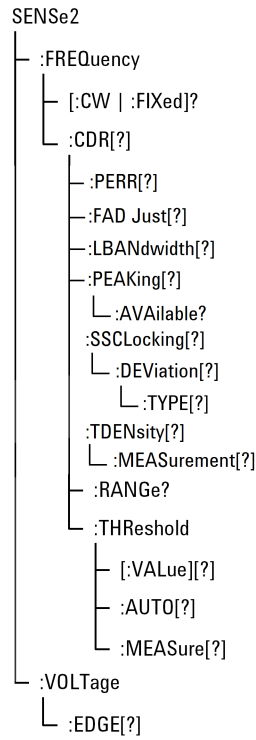 SENSe2
:FREQuency
[:CW | :FIXed]?
:CDR[?]
:PERR[?]
:FAD Just[?]
:LBANdwidth[?]
:PEAKing[?]
:AVAilable?
:SSCLocking[?]
:DEViation[?]
:TYPE[?]
:TDENsity[?]
:MEASurement[?]
:RANGe?
:THReshold
[:VALue][?]
:AUTO[?]
:MEASure[?]
:VOLTage
:EDGE[?]